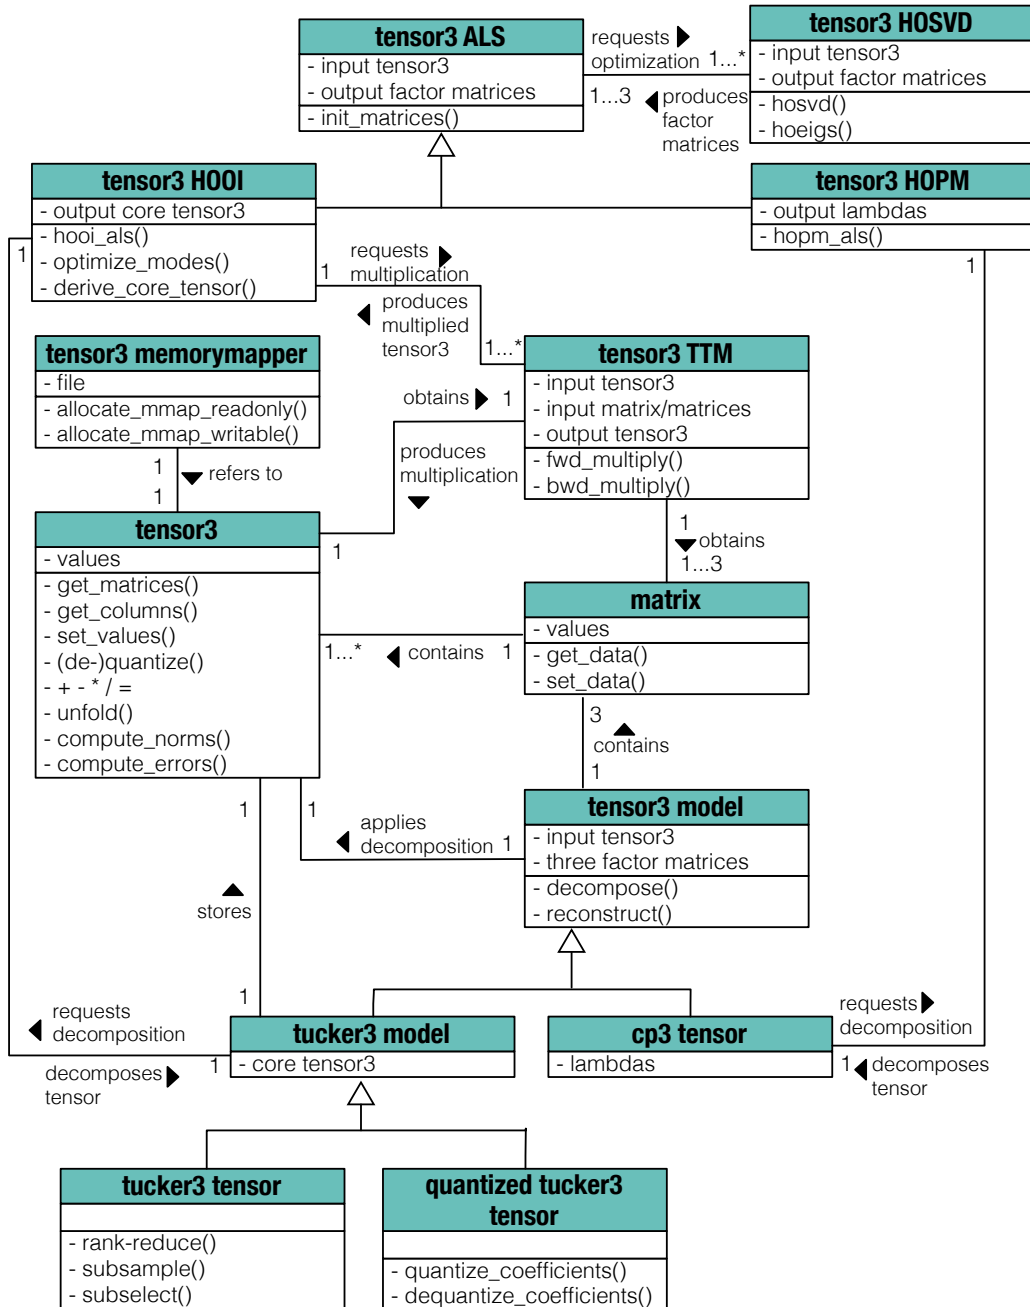 tensor3 ALS
- input tensor3
- output factor matrices
- init_matrices()
requests
optimization
1...*
1...3
produces
factor
matrices
tensor3 HOSVD
- input tensor3
- output factor matrices
- hosvd()
- hoeigs()
tensor3 HOOI
- output core tensor3
- hooi_als()
- optimize_modes()
- derive_core_tensor()
1
1
requests
multiplication
produces
multiplied
tensor3
1...*
tensor3 HOPM
- output lambdas
- hopm_als()
1
tensor3 memorymapper
- file
- allocate_mmap_readonly()
- allocate_mmap_writable()
1
refers to
1
obtains
1
produces
multiplication
1
tensor3 TTM
- input tensor3
- input matrix/matrices
- output tensor3
- fwd_multiply()
- bwd_multiply()
1
obtains
1...3
tensor3
- values
- get_matrices()
- get_columns()
- set_values()
- (de-)quantize()
- + - * / =
- unfold()
- compute_norms()
- compute_errors()
1...*
contains
1
matrix
- values
- get_data()
- set_data()
3
contains
1
1
1
applies
decomposition
1
tensor3 model
- input tensor3
- three factor matrices
- decompose()
- reconstruct()
stores
1
requests
decomposition
decomposes
tensor
1
tucker3 model
- core tensor3
cp3 tensor
- lambdas
requests
decomposition
1
decomposes
tensor
tucker3 tensor
- rank-reduce()
- subsample()
- subselect()
quantized tucker3
tensor
- quantize_coefficients()
- dequantize_coefficients()